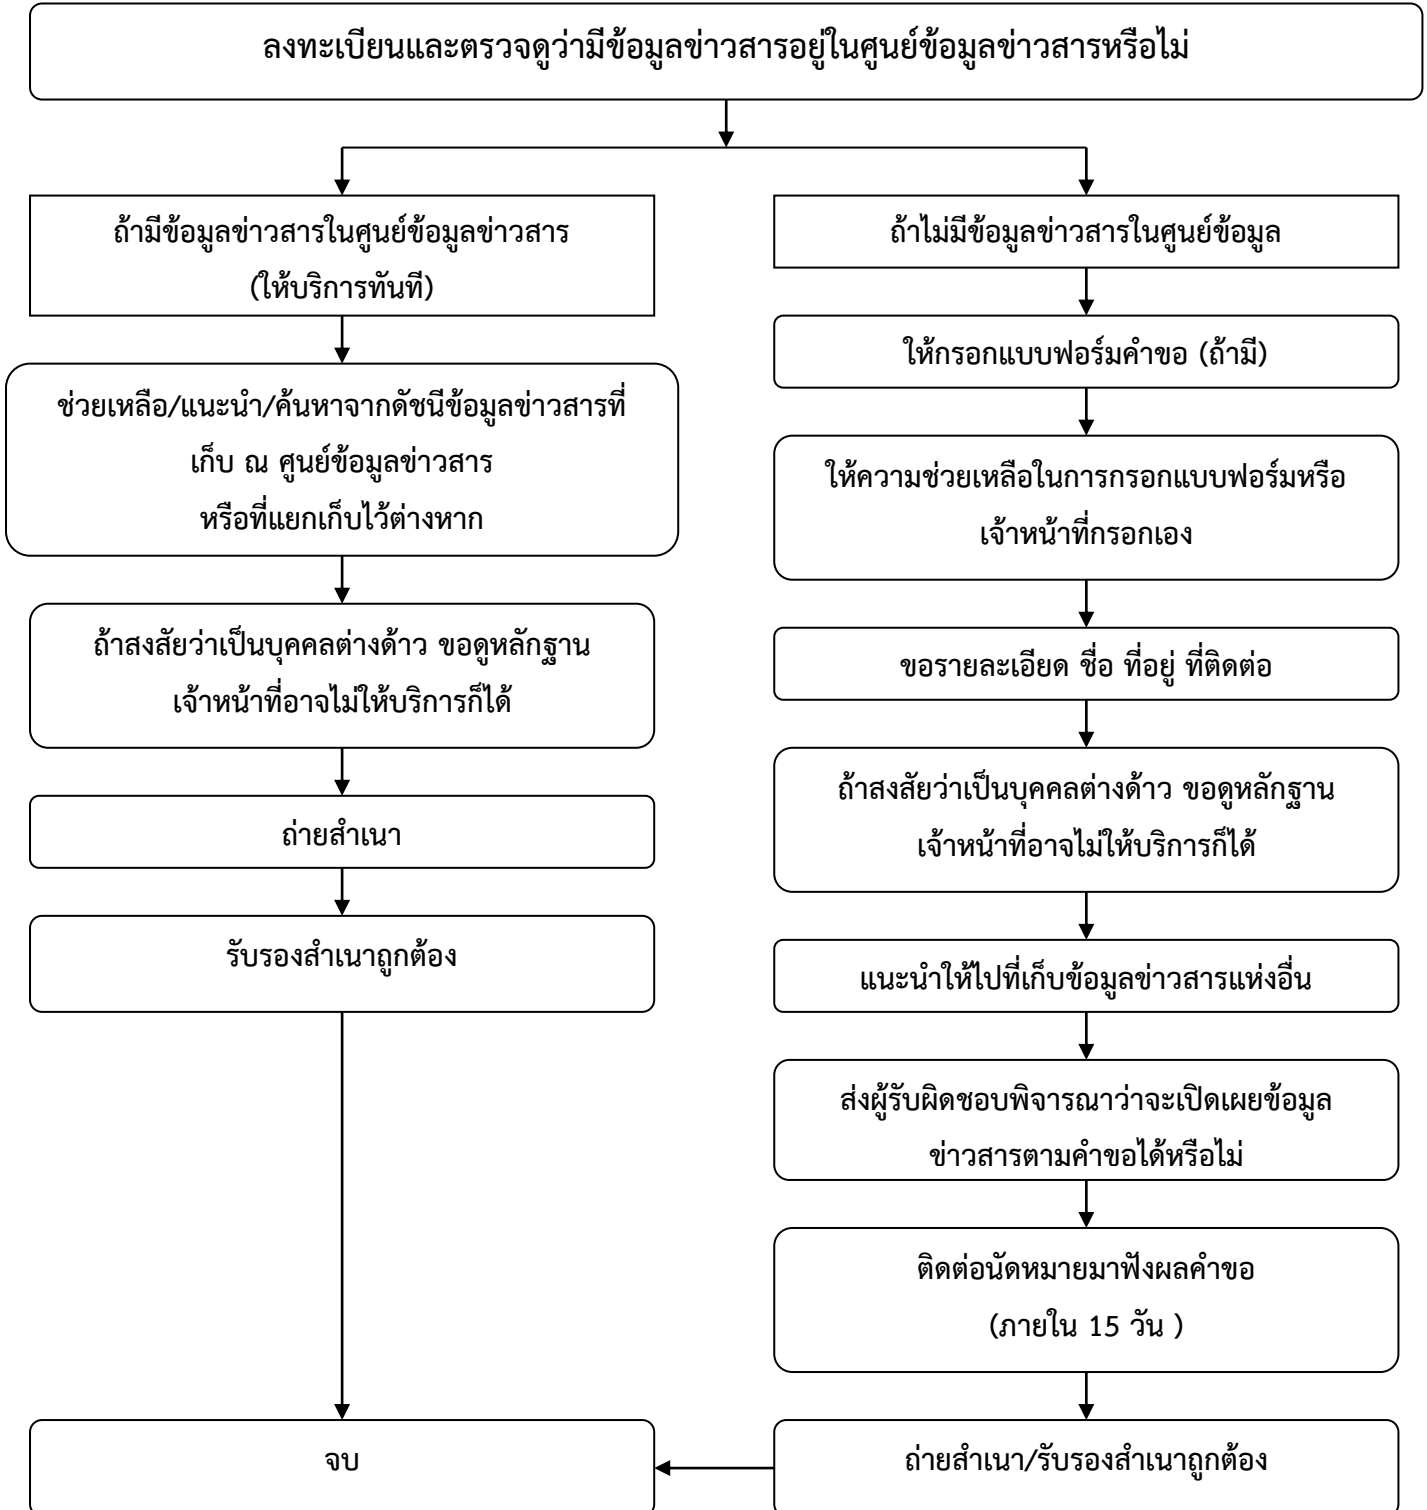 ลงทะเบียนและตรวจดูว่ามีข้อมูลข่าวสารอยู่ในศูนย์ข้อมูลข่าวสารหรือไม่
ถ้ามีข้อมูลข่าวสารในศูนย์ข้อมูลข่าวสาร
(ให้บริการทันที)
ช่วยเหลือ/แนะนำ/ค้นหาจากดัชนีข้อมูลข่าวสารที่
เก็บ ณ ศูนย์ข้อมูลข่าวสาร
หรือที่แยกเก็บไว้ต่างหาก
ถ้าสงสัยว่าเป็นบุคคลต่างด้าว ขอดูหลักฐาน
เจ้าหน้าที่อาจไม่ให้บริการก็ได้
ถ่ายสำเนา
รับรองสำเนาถูกต้อง
จบ
ถ้าไม่มีข้อมูลข่าวสารในศูนย์ข้อมูล
ให้กรอกแบบฟอร์มคำขอ (ถ้ามี)
ให้ความช่วยเหลือในการกรอกแบบฟอร์มหรือ
เจ้าหน้าที่กรอกเอง
ขอรายละเอียด ชื่อ ที่อยู่ ที่ติดต่อ
ถ้าสงสัยว่าเป็นบุคคลต่างด้าว ขอดูหลักฐาน
เจ้าหน้าที่อาจไม่ให้บริการก็ได้
แนะนำให้ไปที่เก็บข้อมูลข่าวสารแห่งอื่น
ส่งผู้รับผิดชอบพิจารณาว่าจะเปิดเผยข้อมูล
ข่าวสารตามคำขอได้หรือไม่
ติดต่อนัดหมายมาฟังผลคำขอ
(ภายใน 15 วัน )
ถ่ายสำเนา/รับรองสำเนาถูกต้อง